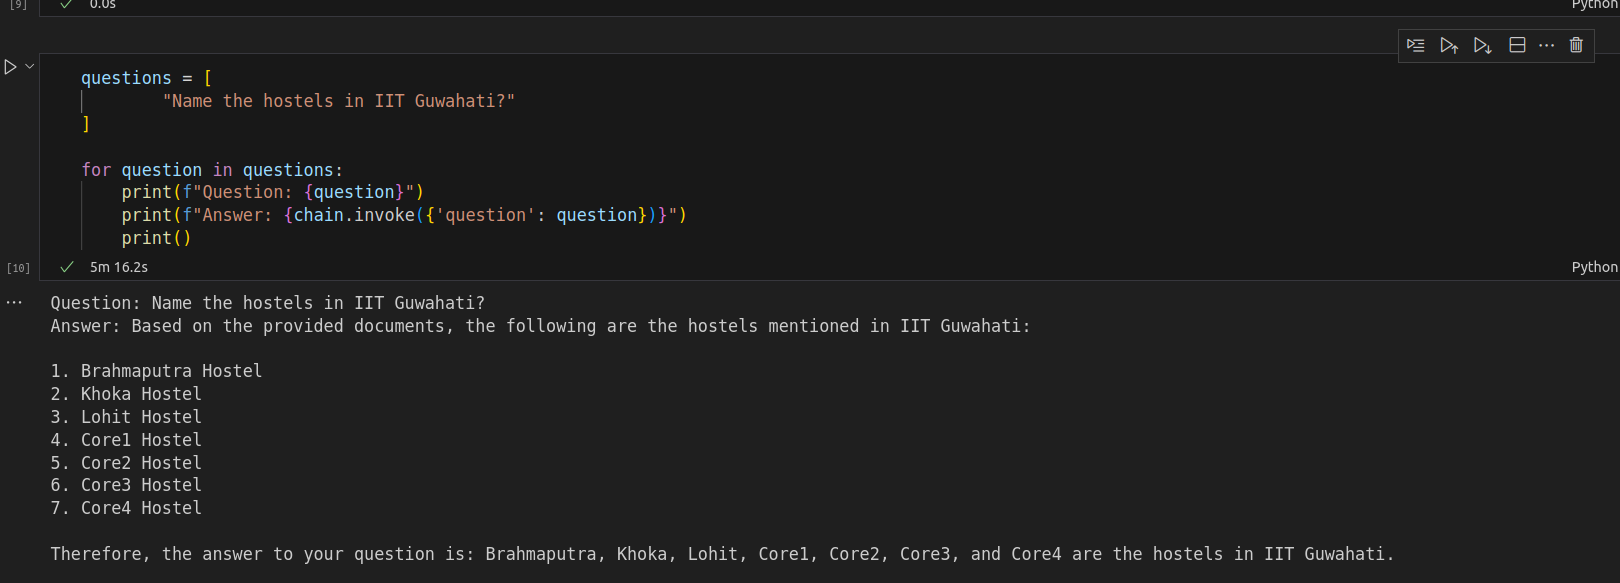 [9] 0.0s Python
questions = [
"Name the hostels in IIT Guwahati?"
]
for question in questions:
print(f"Question: {question}")
print(f"Answer: {chain.invoke({'question': question})}")
print()
[10] 5m 16.2s Python
Question: Name the hostels in IIT Guwahati?
Answer: Based on the provided documents, the following are the hostels mentioned in IIT Guwahati:
1. Brahmaputra Hostel
2. Khoka Hostel
3. Lohit Hostel
4. Core1 Hostel
5. Core2 Hostel
6. Core3 Hostel
7. Core4 Hostel
Therefore, the answer to your question is: Brahmaputra, Khoka, Lohit, Core1, Core2, Core3, and Core4 are the hostels in IIT Guwahati.